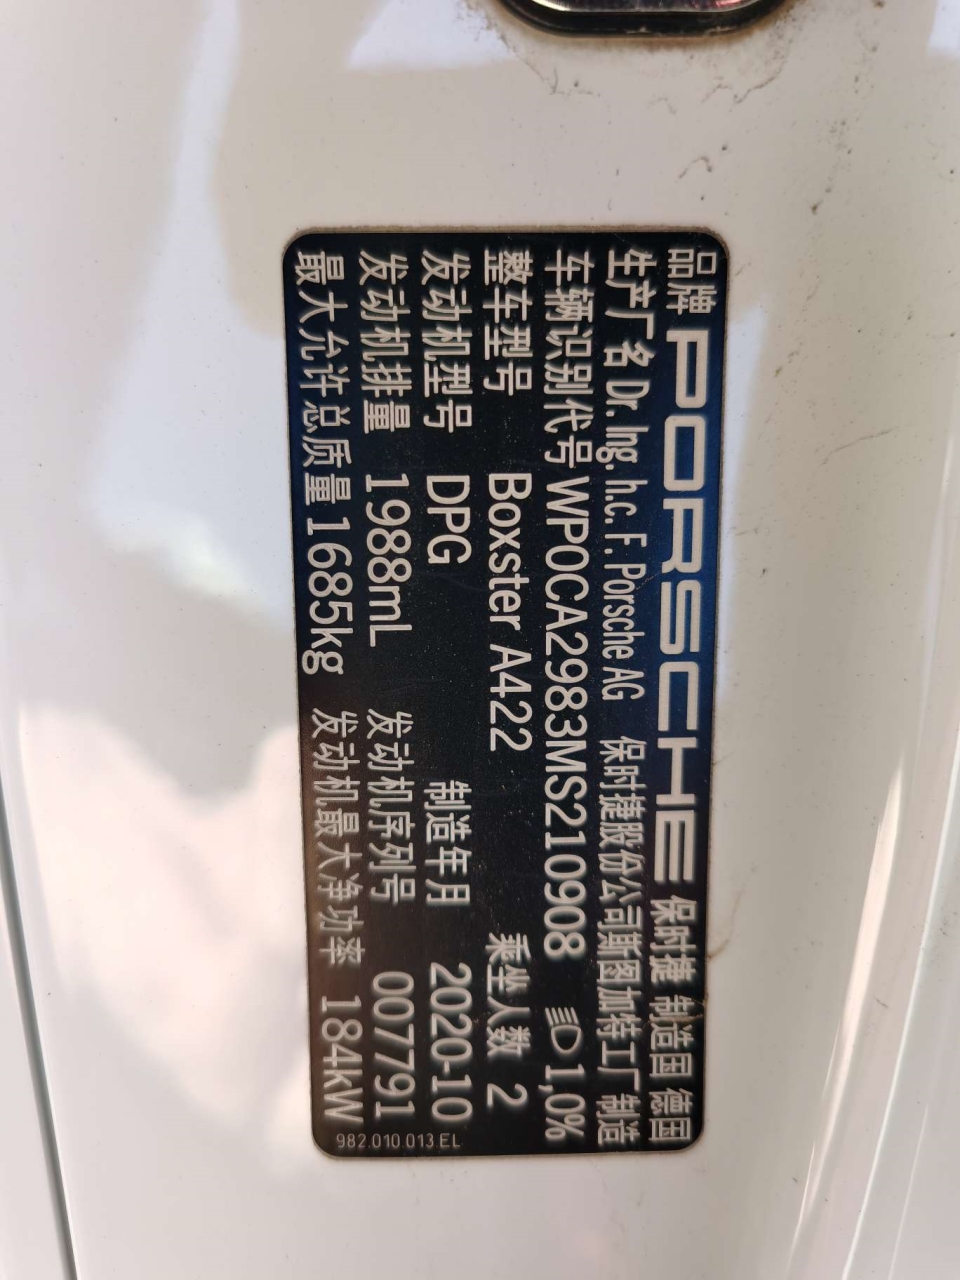 品牌 PORSCHE 保时捷 制造国 德国
生产厂名 Dr. Ing. h.c. F. Porsche AG 保时捷股份公司斯图加特工厂 制造
车辆识别代号 WP0CA2983MS210908 1,0%
整车型号 Boxster A422 乘坐人数 2
发动机型号 DPG 制造年月 2020-10
发动机排量 1988mL 发动机序列号 007791
最大允许总质量 1685kg 发动机最大净功率 184kW
982.010.013.EL